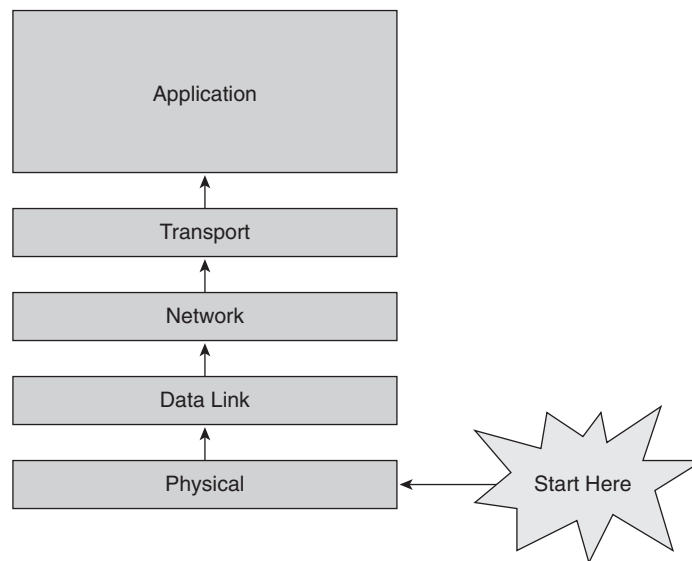 Application
Transport
Network
Data Link
Physical
Start Here